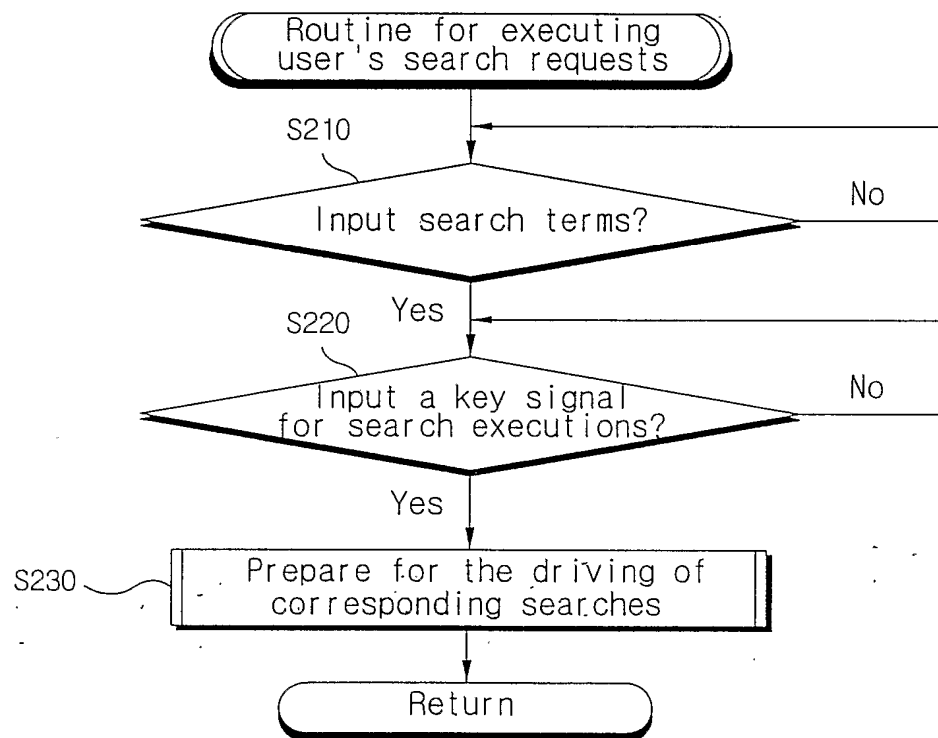 Routine for executing
user's search requests
S210
Input search terms?
No
Yes
S220
Input a key signal
for search executions?
No
Yes
S230
Prepare for the driving of
corresponding searches
Return